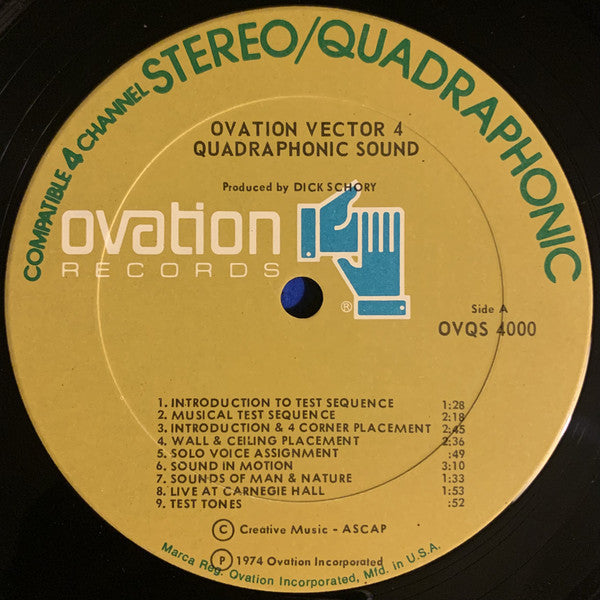 COMPATIBLE 4 CHANNEL STEREO/QUADRAPHONIC
OVATION VECTOR 4
QUADRAPHONIC SOUND
Produced by DICK SCHORY
ovation
RECORDS
®
Side A
OVQS 4000
1. INTRODUCTION TO TEST SEQUENCE 1:28
2. MUSICAL TEST SEQUENCE 2:18
3. INTRODUCTION & 4 CORNER PLACEMENT 2:45
4. WALL & CEILING PLACEMENT 2:36
5. SOLO VOICE ASSIGNMENT :49
6. SOUND IN MOTION 3:10
7. SOUNDS OF MAN & NATURE 1:33
8. LIVE AT CARNEGIE HALL 1:53
9. TEST TONES :52
Ⓒ Creative Music - ASCAP
Ⓟ 1974 Ovation Incorporated
Marca Reg. Ovation Incorporated, Mfd. in U.S.A.